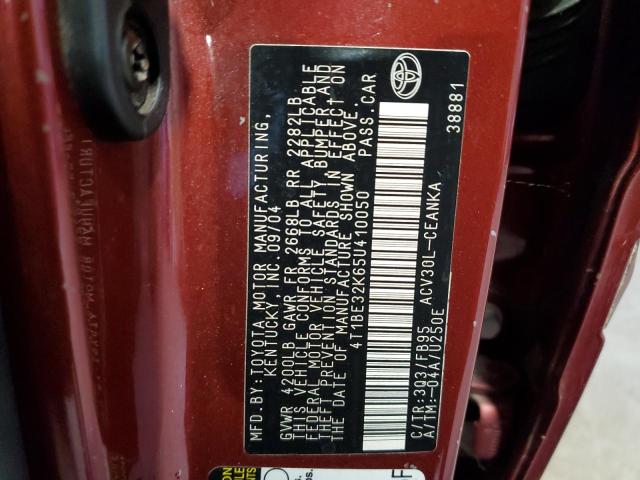 MFD.BY:TOYOTA MOTOR MANUFACTURING,
KENTUCKY, INC. 09/04
GVWR 4200LB GAWR FR 2668LB RR 2282LB
THIS VEHICLE CONFORMS TO ALL APPLICABLE
FEDERAL MOTOR VEHICLE SAFETY, BUMPER, AND
THEFT PREVENTION STANDARDS IN EFFECT ON
THE DATE OF MANUFACTURE SHOWN ABOVE.
4T1BE32K65U410050 PASS.CAR
C/TR:3Q3/FB95 ACV30L-CEANKA
A/TM:-04A/U250E
38881